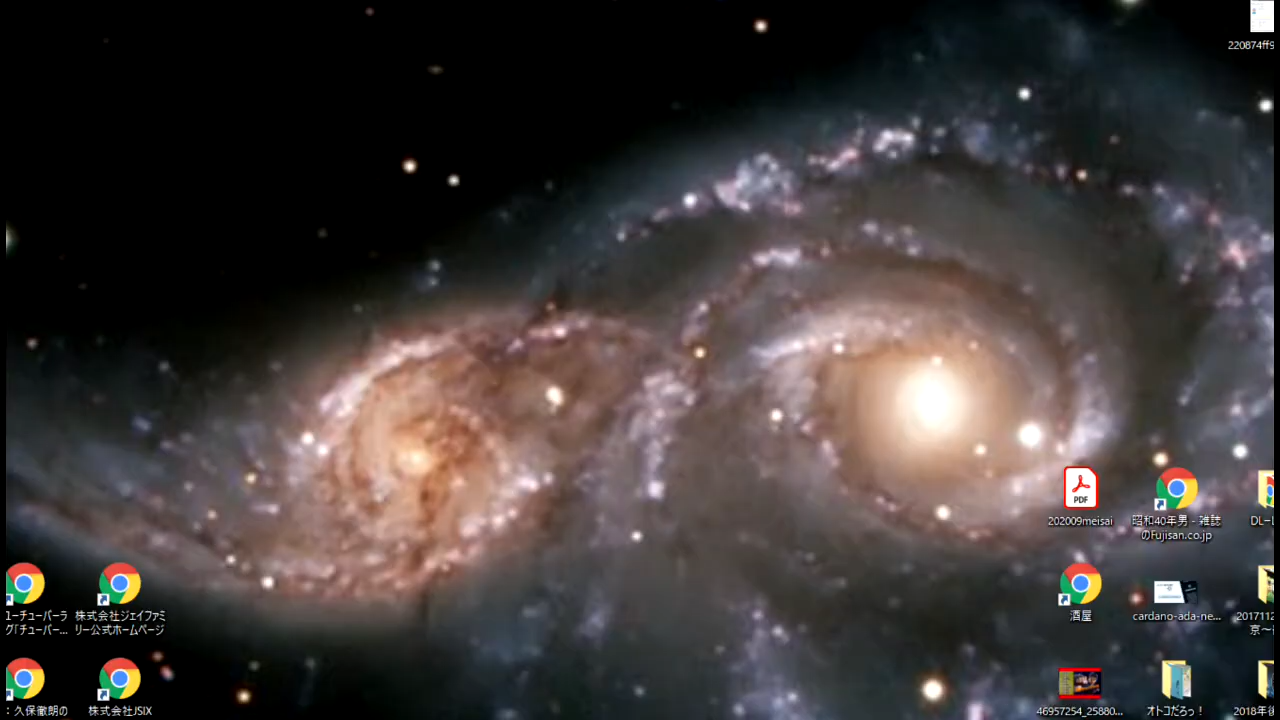 220874ff9
PDF
202009meisai
昭和40年男 - 雑誌
のFujisan.co.jp
DL-L
ユーチューバーラ
グ「チューバー...
株式会社ジェイファミ
リー公式ホームページ
酒屋
cardano-ada-ne...
2017112
京～
: 久保徹朗の
株式会社JSIX
46957254_25880...
オトコだろっ！
2018年後